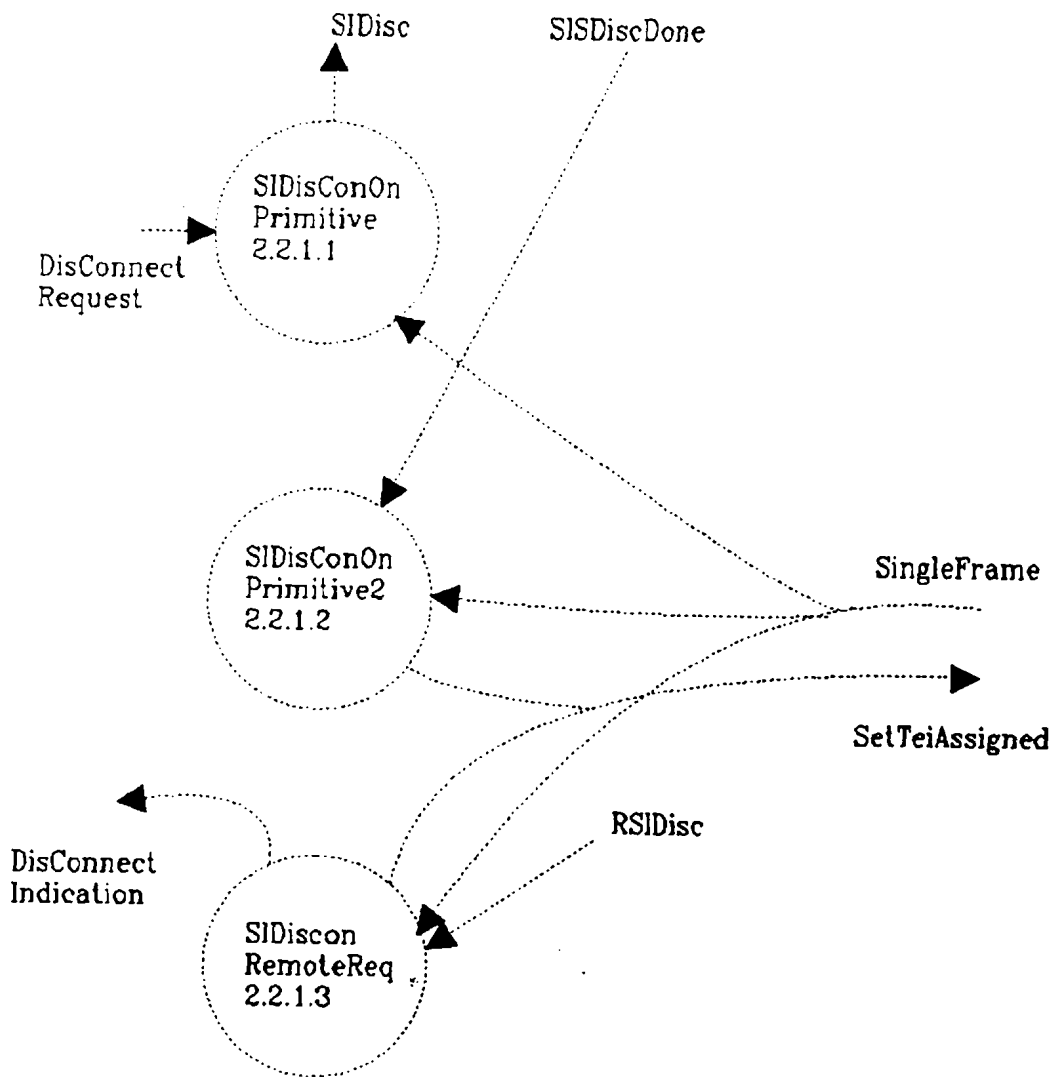 SIDisc
SISDiscDone
SIDisConOn
Primitive
2.2.1.1
DisConnect
Request
SIDisConOn
Primitive2
2.2.1.2
SingleFrame
SetTeiAssigned
RSIDisc
DisConnect
Indication
SIDiscon
RemoteReq
2.2.1.3